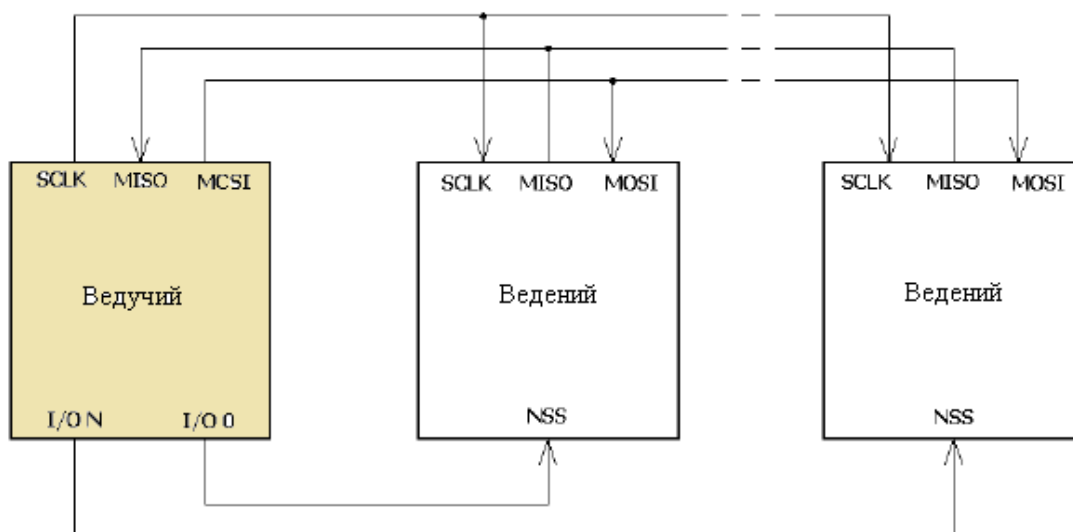 SCLK MISO MCSI
Ведучий
I/O N I/O 0
SCLK MISO MOSI
Ведений
NSS
SCLK MISO MOSI
Ведений
NSS